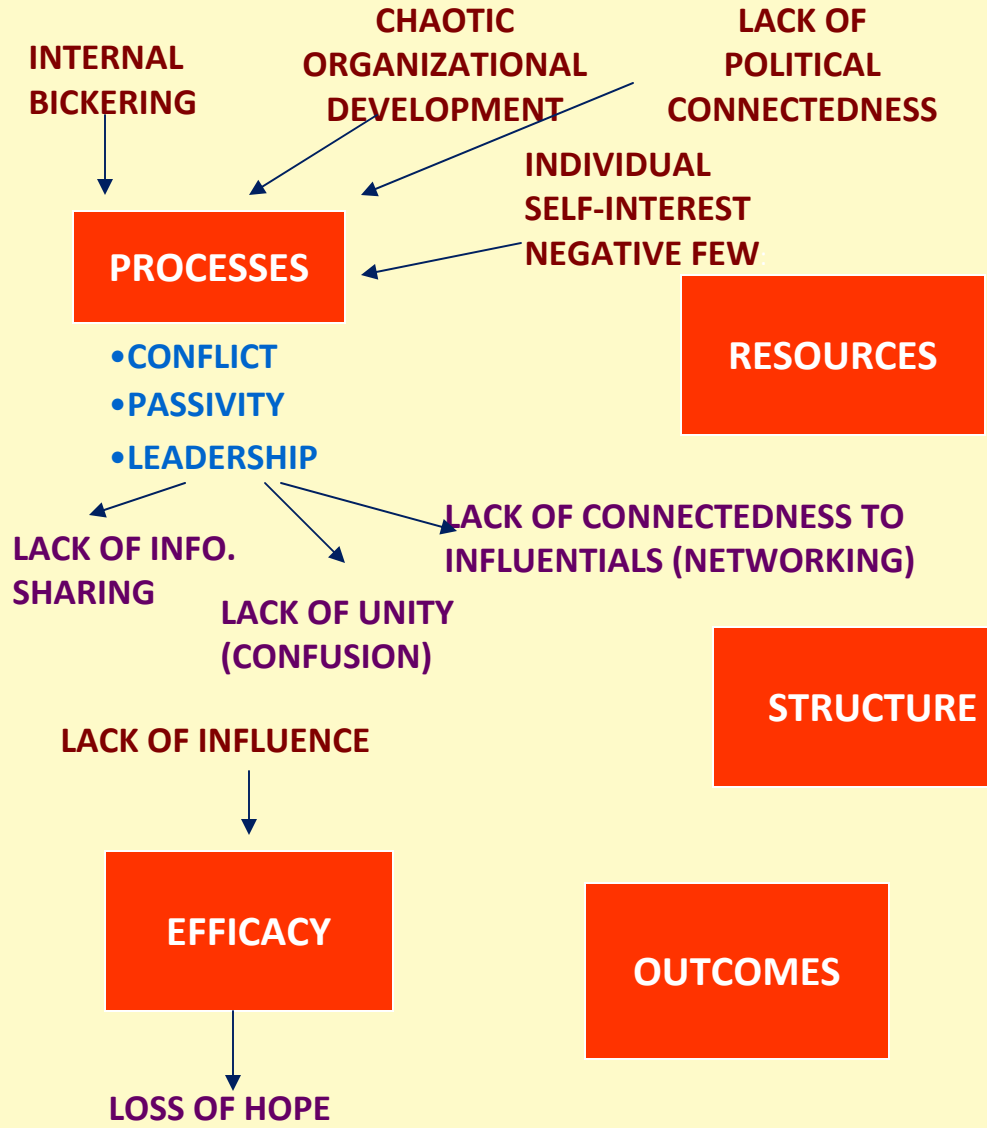 INTERNAL
BICKERING
CHAOTIC
ORGANIZATIONAL
DEVELOPMENT
LACK OF
POLITICAL
CONNECTEDNESS
INDIVIDUAL
SELF-INTEREST
NEGATIVE FEW
PROCESSES
RESOURCES
•CONFLICT
•PASSIVITY
•LEADERSHIP
LACK OF INFO.
SHARING
LACK OF UNITY
(CONFUSION)
LACK OF CONNECTEDNESS TO
INFLUENTIALS (NETWORKING)
STRUCTURE
LACK OF INFLUENCE
EFFICACY
OUTCOMES
LOSS OF HOPE